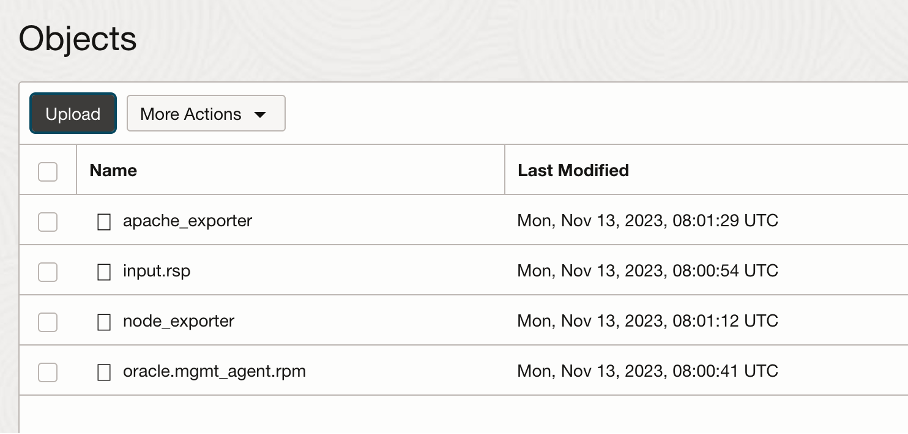 Objects
Upload More Actions
Name Last Modified
apache_exporter Mon, Nov 13, 2023, 08:01:29 UTC
input.rsp Mon, Nov 13, 2023, 08:00:54 UTC
node_exporter Mon, Nov 13, 2023, 08:01:12 UTC
oracle.mgmt_agent.rpm Mon, Nov 13, 2023, 08:00:41 UTC